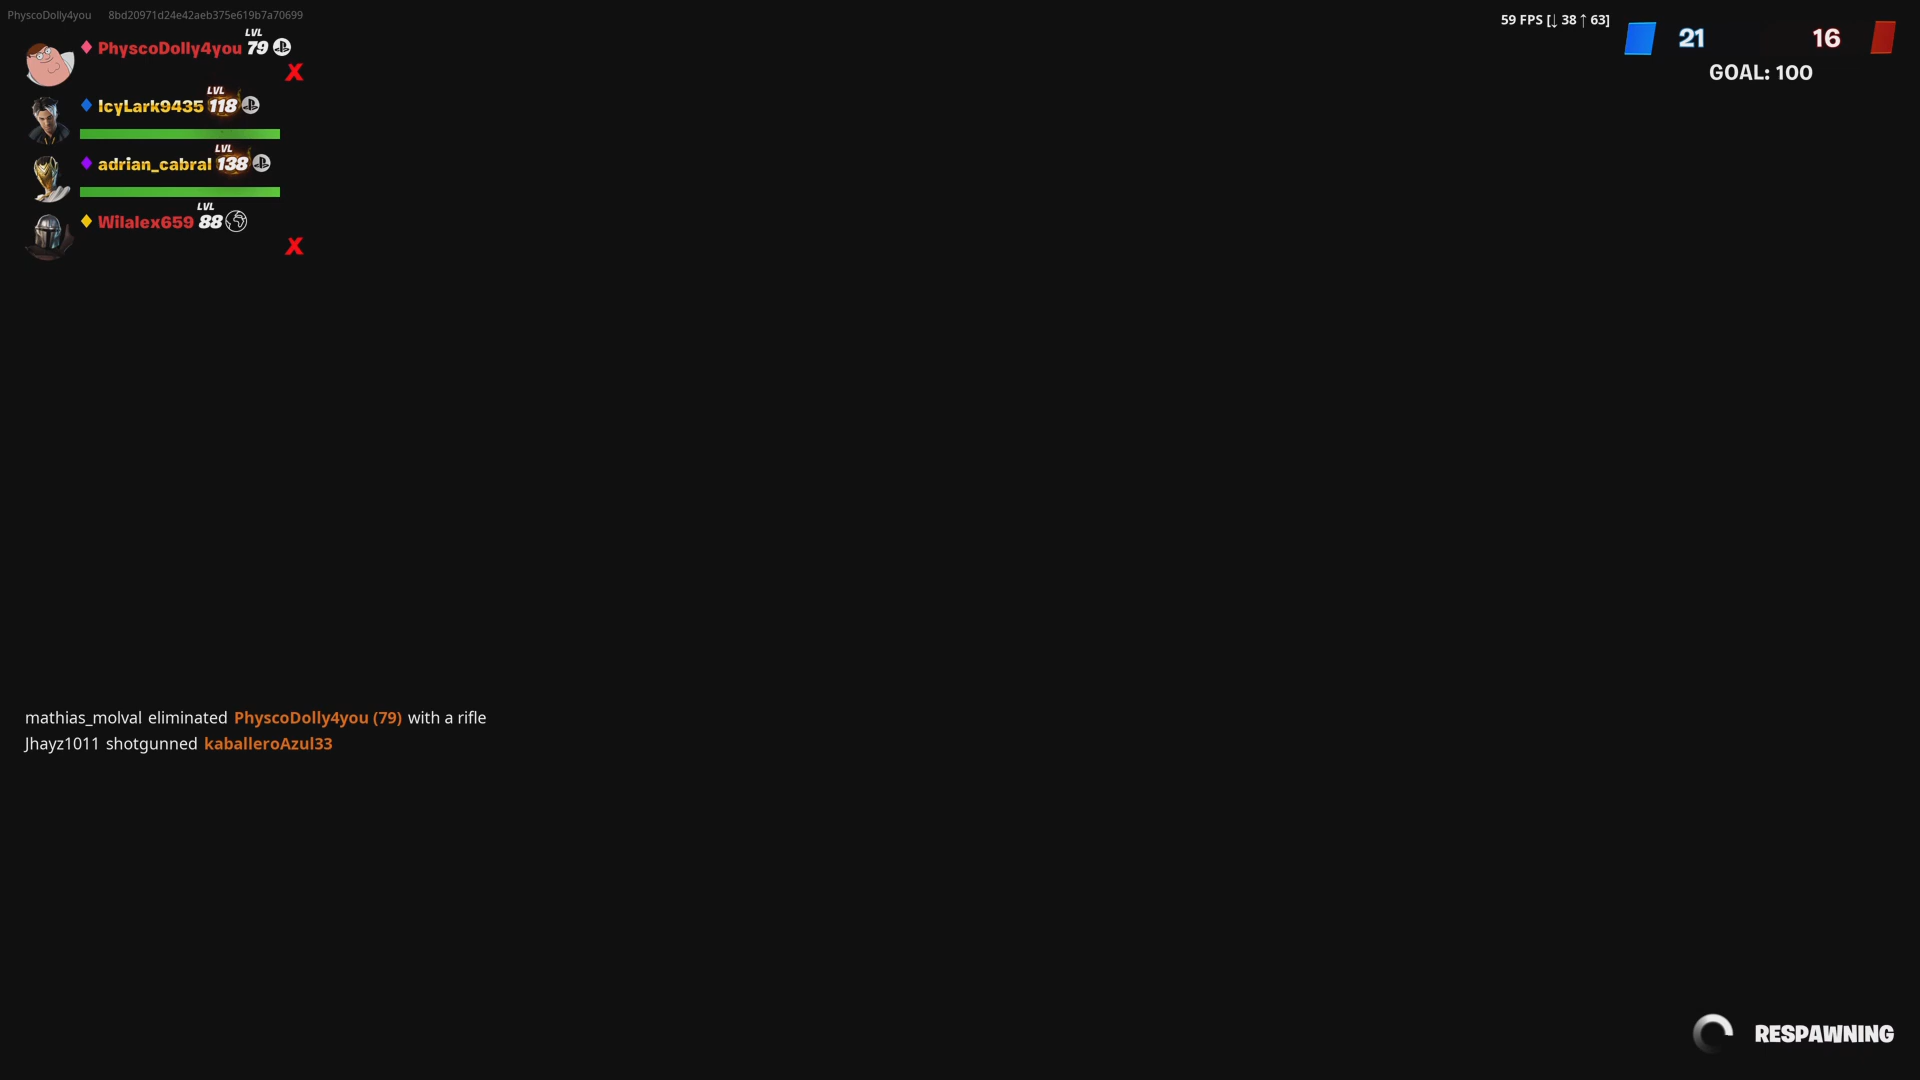 PhyscoDolly4you 8bd20971d24e42aeb375e619b7a70699
59 FPS [↓ 38 ↑ 63]
21 16
GOAL: 100
LVL
PhyscoDolly4you 79
X
LVL
IcyLark9435 118
LVL
adrian_cabral 138
LVL
Wilalex659 88
X
mathias_molval eliminated PhyscoDolly4you (79) with a rifle
Jhayz1011 shotgunned kaballeroAzul33
RESPAWNING